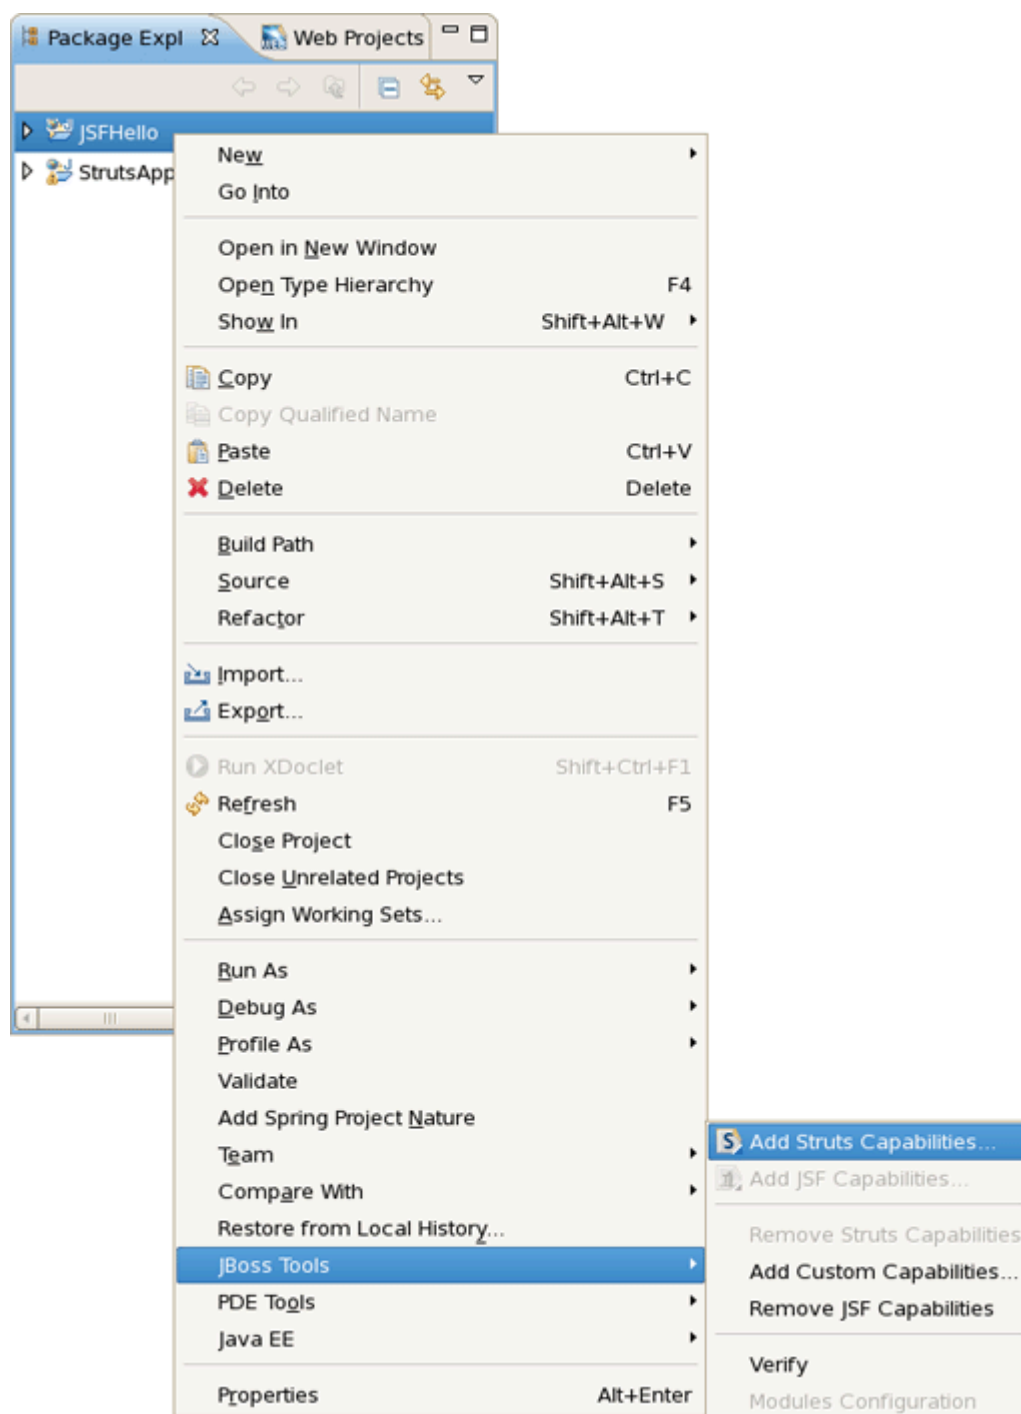 Package Expl Web Projects
JSFHello
StrutsApp
New
Go Into
Open in New Window
Open Type Hierarchy F4
Show In Shift+Alt+W
Copy Ctrl+C
Copy Qualified Name
Paste Ctrl+V
Delete Delete
Build Path
Source Shift+Alt+S
Refactor Shift+Alt+T
Import...
Export...
Run XDoclet Shift+Ctrl+F1
Refresh F5
Close Project
Close Unrelated Projects
Assign Working Sets...
Run As
Debug As
Profile As
Validate
Add Spring Project Nature
Team
Compare With
Restore from Local History...
JBoss Tools
PDE Tools
Java EE
Properties Alt+Enter
Add Struts Capabilities...
Add JSF Capabilities...
Remove Struts Capabilities
Add Custom Capabilities...
Remove JSF Capabilities
Verify
Modules Configuration